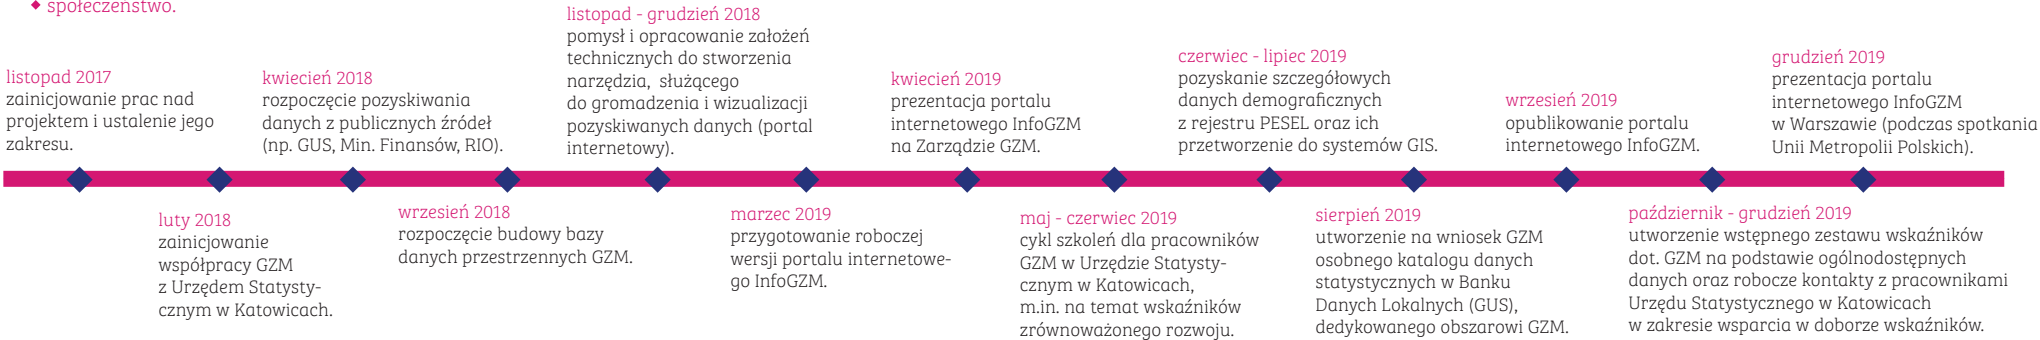 ◆ społeczeństwo.
listopad 2017
zainicjowanie prac nad
projektem i ustalenie jego
zakresu.
luty 2018
zainicjowanie
współpracy GZM
z Urzędem Statysty-
cznym w Katowicach.
kwiecień 2018
rozpoczęcie pozyskiwania
danych z publicznych źródeł
(np. GUS, Min. Finansów, RIO).
wrzesień 2018
rozpoczęcie budowy bazy
danych przestrzennych GZM.
listopad - grudzień 2018
pomysł i opracowanie założeń
technicznych do stworzenia
narzędzia, służącego
do gromadzenia i wizualizacji
pozyskiwanych danych (portal
internetowy).
marzec 2019
przygotowanie roboczej
wersji portalu internetowe-
go InfoGZM.
kwiecień 2019
prezentacja portalu
internetowego InfoGZM
na Zarządzie GZM.
maj - czerwiec 2019
cykl szkoleń dla pracowników
GZM w Urzędzie Statysty-
cznym w Katowicach,
m.in. na temat wskaźników
zrównoważonego rozwoju.
czerwiec - lipiec 2019
pozyskanie szczegółowych
danych demograficznych
z rejestru PESEL oraz ich
przetworzenie do systemów GIS.
sierpień 2019
utworzenie na wniosek GZM
osobnego katalogu danych
statystycznych w Banku
Danych Lokalnych (GUS),
dedykowanego obszarowi GZM.
wrzesień 2019
opublikowanie portalu
internetowego InfoGZM.
październik - grudzień 2019
utworzenie wstępnego zestawu wskaźników
dot. GZM na podstawie ogólnodostępnych
danych oraz robocze kontakty z pracownikami
Urzędu Statystycznego w Katowicach
w zakresie wsparcia w doborze wskaźników.
grudzień 2019
prezentacja portalu
internetowego InfoGZM
w Warszawie (podczas spotkania
Unii Metropolii Polskich).